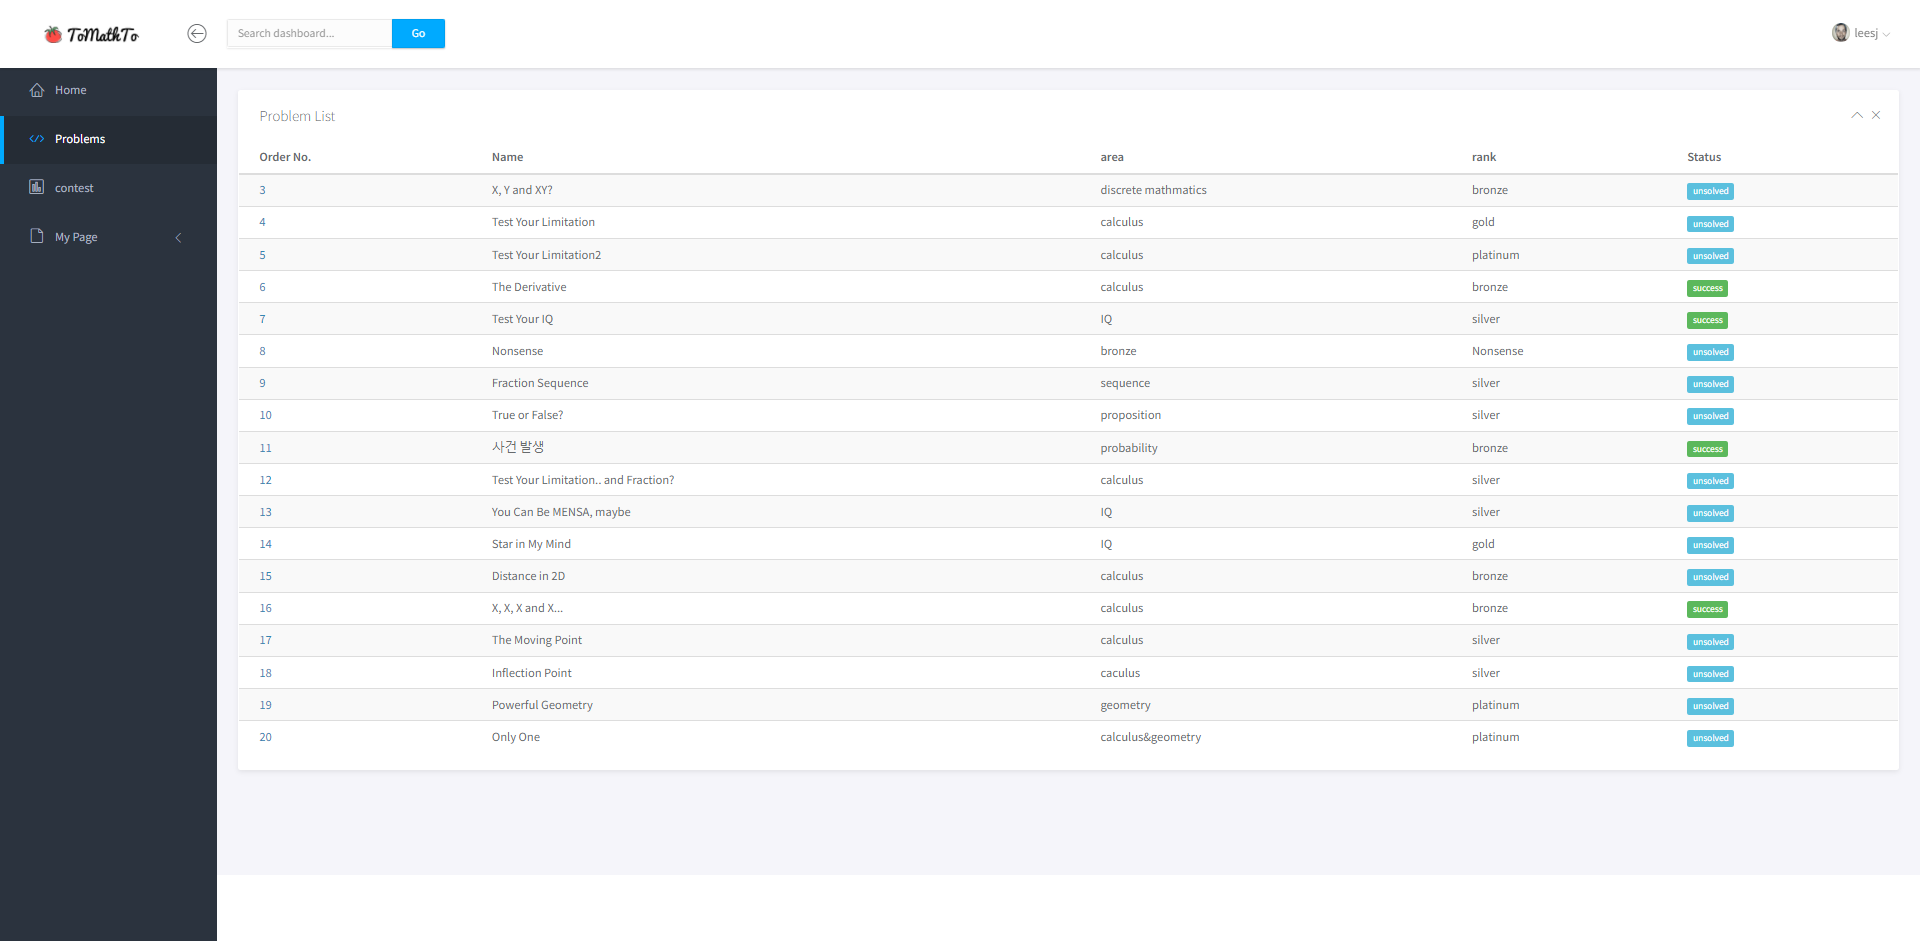 ToMathTo Search dashboard... Go leesj
Home
Problems
contest
My Page
Problem List
Order No. Name area rank Status
3 X, Y and XY? discrete mathmatics bronze unsolved
4 Test Your Limitation calculus gold unsolved
5 Test Your Limitation2 calculus platinum unsolved
6 The Derivative calculus bronze success
7 Test Your IQ IQ silver success
8 Nonsense bronze Nonsense unsolved
9 Fraction Sequence sequence silver unsolved
10 True or False? proposition silver unsolved
11 사건 발생 probability bronze success
12 Test Your Limitation.. and Fraction? calculus silver unsolved
13 You Can Be MENSA, maybe IQ silver unsolved
14 Star in My Mind IQ gold unsolved
15 Distance in 2D calculus bronze unsolved
16 X, X, X and X... calculus bronze success
17 The Moving Point calculus silver unsolved
18 Inflection Point caculus silver unsolved
19 Powerful Geometry geometry platinum unsolved
20 Only One calculus&geometry platinum unsolved